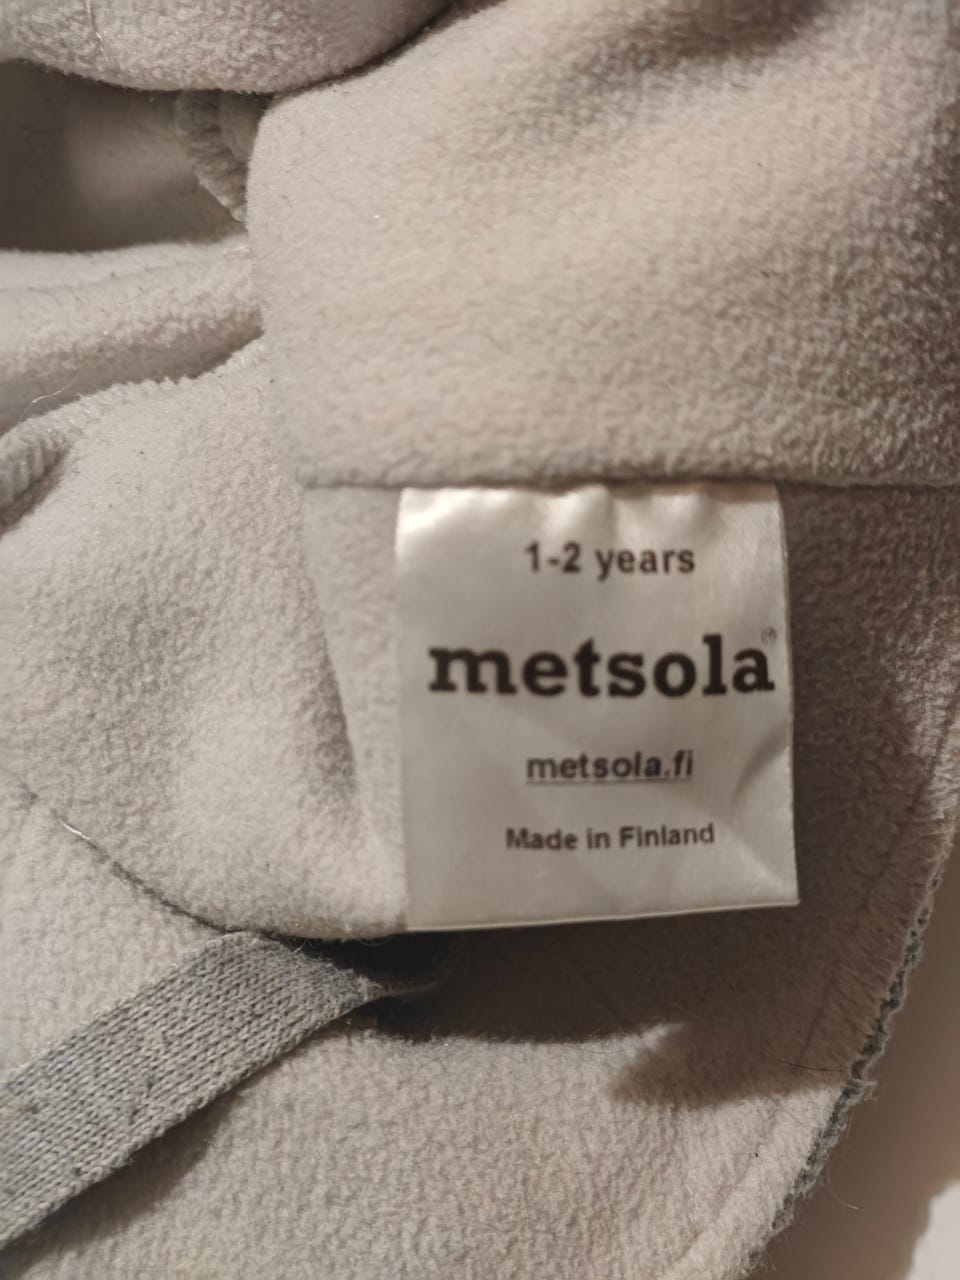 1-2 years
metsola®
metsola.fi
Made in Finland